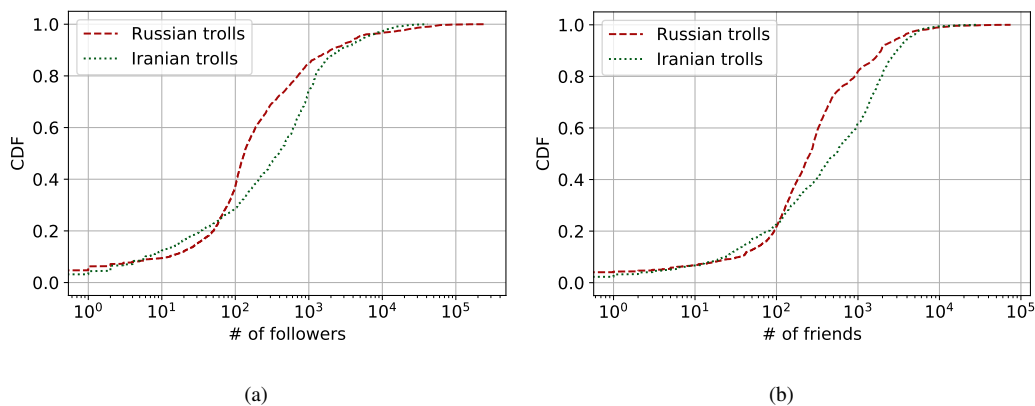 1.0
0.8
0.6
0.4
0.2
0.0
CDF
Russian trolls
Iranian trolls
10^0 10^1 10^2 10^3 10^4 10^5
# of followers
(a)
1.0
0.8
0.6
0.4
0.2
0.0
CDF
Russian trolls
Iranian trolls
10^0 10^1 10^2 10^3 10^4 10^5
# of friends
(b)